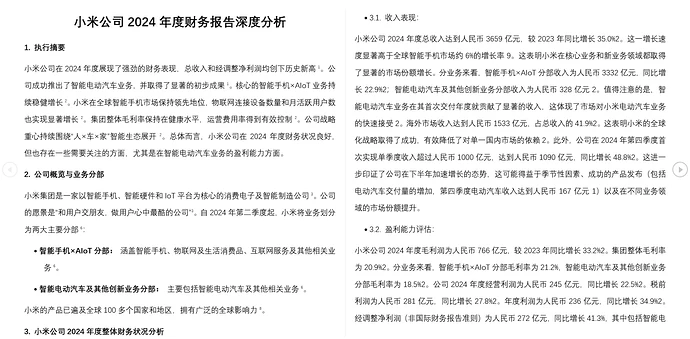 小米公司 2024 年度财务报告深度分析
1. 执行摘要
小米公司在 2024 年度展现了强劲的财务表现，总收入和经调整净利润均创下历史新高 ¹。公
司成功推出了智能电动汽车业务，并取得了显著的初步成果 ¹。核心的智能手机×AIoT 业务持
续稳健增长 ²。小米在全球智能手机市场保持领先地位，物联网连接设备数量和月活跃用户数
也实现显著增长 ²。集团整体毛利率保持在健康水平，运营费用率得到有效控制 ²。公司战略
重心持续围绕“人×车×家”智能生态展开 ²。总体而言，小米公司在 2024 年度财务状况良好，
但也存在一些需要关注的方面，尤其是在智能电动汽车业务的盈利能力方面。
2. 公司概览与业务分部
小米集团是一家以智能手机、智能硬件和 IoT 平台为核心的消费电子及智能制造公司 ³。公司
的愿景是“和用户交朋友，做用户心中最酷的公司”³。自 2024 年第二季度起，小米将业务划分
为两大主要分部 ⁶：
• 智能手机×AIoT 分部： 涵盖智能手机、物联网及生活消费品、互联网服务及其他相关业
务 ⁶。
• 智能电动汽车及其他创新业务分部： 主要包括智能电动汽车及其他相关业务 ⁶。
小米的产品已遍及全球 100 多个国家和地区，拥有广泛的全球影响力 ⁵。
3. 小米公司 2024 年度整体财务状况分析
• 3.1. 收入表现：
小米公司 2024 年度总收入达到人民币 3659 亿元，较 2023 年同比增长 35.0%2。这一增长速
度显著高于全球智能手机市场约 6%的增长率 9。这表明小米在核心业务和新业务领域都取得
了显著的市场份额增长。分业务来看，智能手机×AIoT 分部收入为人民币 3332 亿元，同比增
长 22.9%2；智能电动汽车及其他创新业务分部收入为人民币 328 亿元 2。值得注意的是，智
能电动汽车业务在其首次交付年度就贡献了显著的收入，这体现了市场对小米电动汽车业务
的快速接受 2。海外市场收入达到人民币 1533 亿元，占总收入的 41.9%2。这表明小米的全球
化战略取得了成功，有效降低了对单一国内市场的依赖 2。此外，公司在 2024 年第四季度首
次实现单季度收入超过人民币 1000 亿元，达到人民币 1090 亿元，同比增长 48.8%2。这进一
步印证了公司在下半年加速增长的态势，这可能得益于季节性因素、成功的产品发布（包括
电动汽车交付量的增加，第四季度电动汽车收入达到人民币 167 亿元 1）以及在不同业务领
域的市场份额提升。
• 3.2. 盈利能力评估：
小米公司 2024 年度毛利润为人民币 766 亿元，较 2023 年同比增长 33.2%2。集团整体毛利率
为 20.9%2。分业务来看，智能手机×AIoT 分部毛利率为 21.2%，智能电动汽车及其他创新业务
分部毛利率为 18.5%2。公司 2024 年度经营利润为人民币 245 亿元，同比增长 22.5%2。税前
利润为人民币 281 亿元，同比增长 27.8%2。年度利润为人民币 236 亿元，同比增长 34.9%2。
经调整净利润（非国际财务报告准则）为人民币 272 亿元，同比增长 41.3%，其中包括智能电